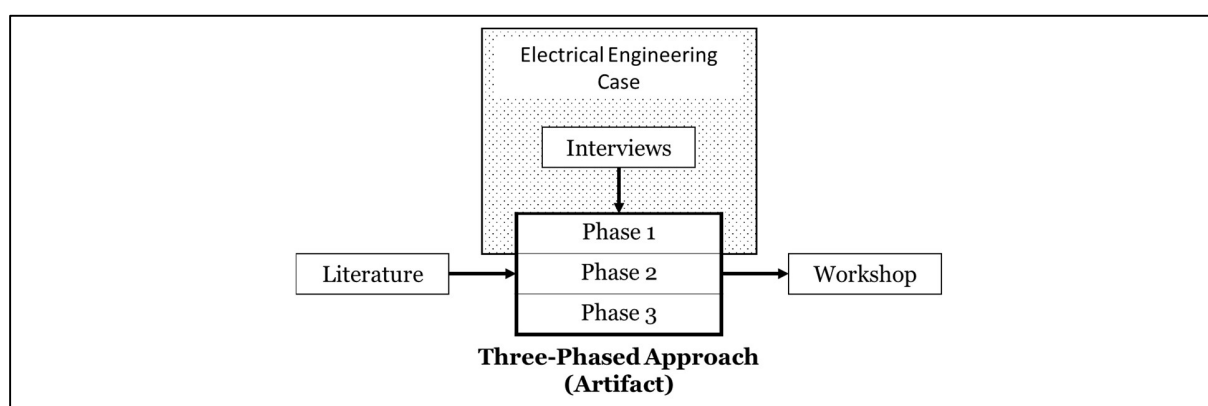 Electrical Engineering
Case
Interviews
Phase 1
Literature
Phase 2
Workshop
Phase 3
Three-Phased Approach
(Artifact)